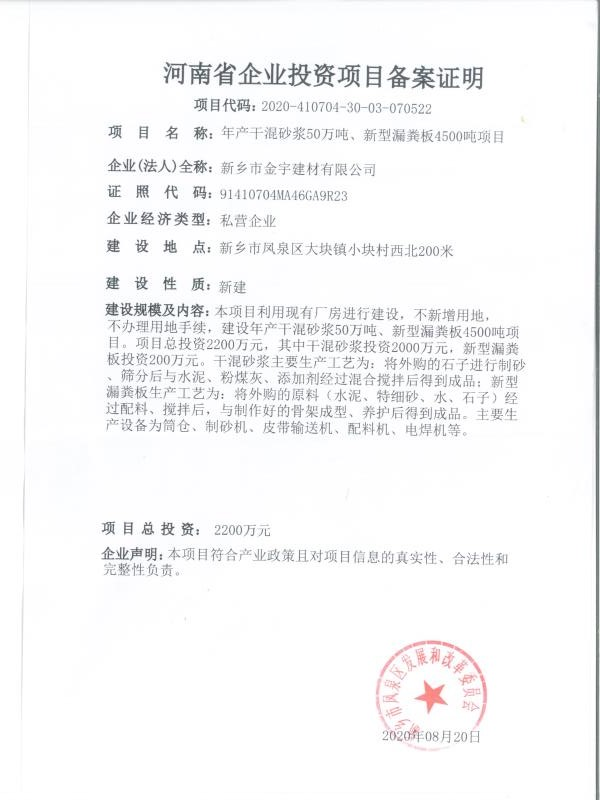 河南省企业投资项目备案证明
项目代码：2020-410704-30-03-070522
项目名称：年产干混砂浆50万吨、新型漏粪板4500吨项目
企业(法人)全称：新乡市金宇建材有限公司
证照代码：91410704MA46GA9R23
企业经济类型：私营企业
建设地点：新乡市凤泉区大块镇小块村西北200米
建设性质：新建
建设规模及内容：本项目利用现有厂房进行建设，不新增用地，
不办理用地手续，建设年产干混砂浆50万吨、新型漏粪板4500吨项
目。项目总投资2200万元，其中干混砂浆投资2000万元，新型漏粪
板投资200万元。干混砂浆主要生产工艺为：将外购的石子进行制砂
、筛分后与水泥、粉煤灰、添加剂经过混合搅拌后得到成品；新型
漏粪板生产工艺为：将外购的原料（水泥、特细砂、水、石子）经
过配料、搅拌后，与制作好的骨架成型、养护后得到成品。主要生
产设备为筒仓、制砂机、皮带输送机、配料机、电焊机等。
项目总投资：2200万元
企业声明：本项目符合产业政策且对项目信息的真实性、合法性和
完整性负责。
乡市凤泉区发展和改革委员会
2020年08月20日